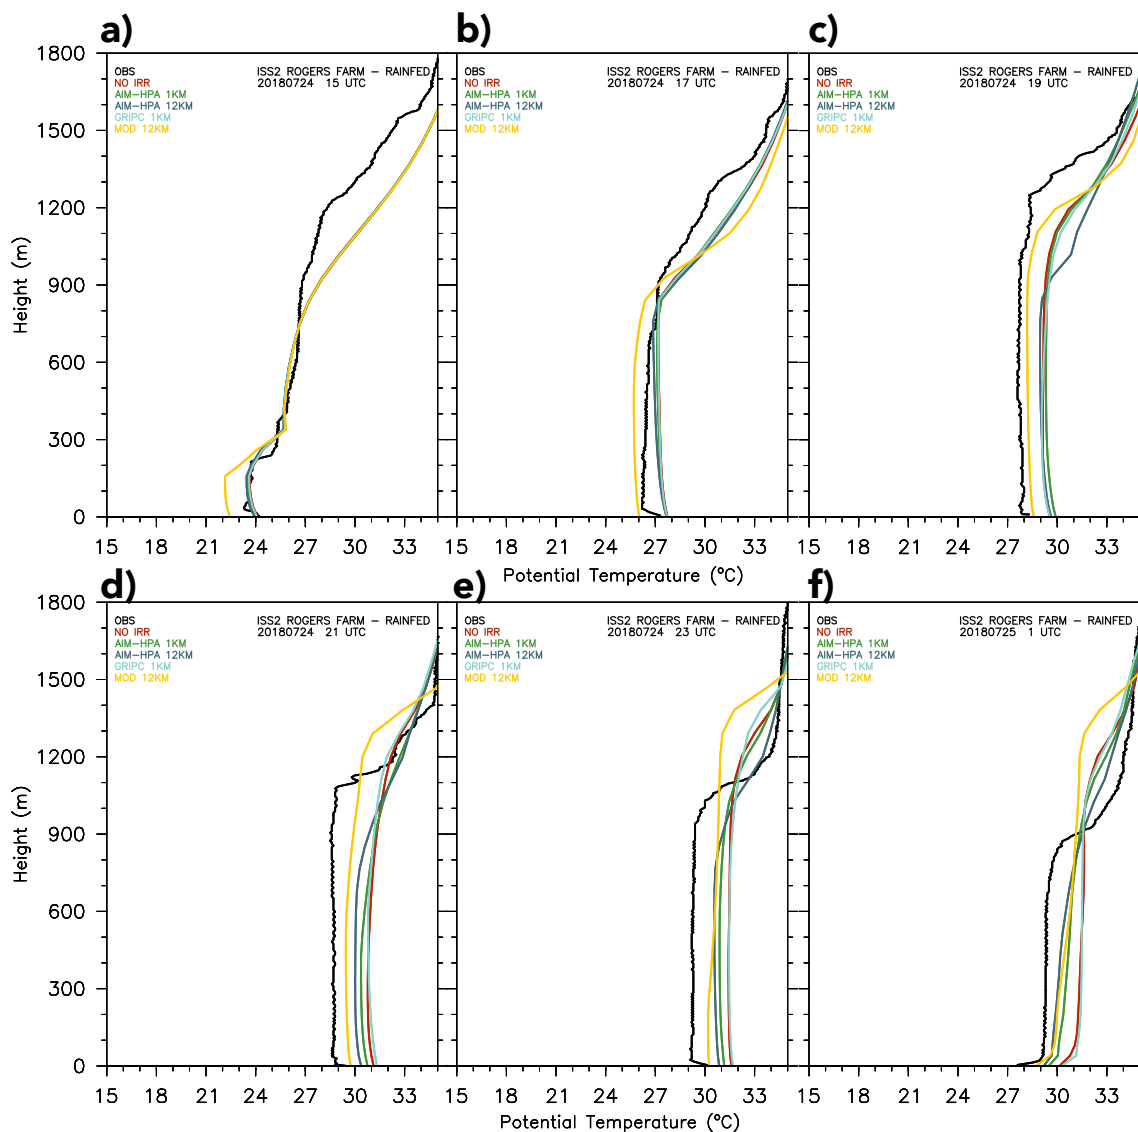 a)
b)
c)
1800
1500
1200
900
600
300
0
Height (m)
OBS
NO IRR
AIM-HPA 1KM
AIM-HPA 12KM
GRIPC 1KM
MOD 12KM
ISS2 ROGERS FARM - RAINFED
20180724 15 UTC
OBS
NO IRR
AIM-HPA 1KM
AIM-HPA 12KM
GRIPC 1KM
MOD 12KM
ISS2 ROGERS FARM - RAINFED
20180724 17 UTC
OBS
NO IRR
AIM-HPA 1KM
AIM-HPA 12KM
GRIPC 1KM
MOD 12KM
ISS2 ROGERS FARM - RAINFED
20180724 19 UTC
15 18 21 24 27 30 33
15 18 21 24 27 30 33
15 18 21 24 27 30 33
Potential Temperature (°C)
d)
e)
f)
1800
1500
1200
900
600
300
0
Height (m)
OBS
NO IRR
AIM-HPA 1KM
AIM-HPA 12KM
GRIPC 1KM
MOD 12KM
ISS2 ROGERS FARM - RAINFED
20180724 21 UTC
OBS
NO IRR
AIM-HPA 1KM
AIM-HPA 12KM
GRIPC 1KM
MOD 12KM
ISS2 ROGERS FARM - RAINFED
20180724 23 UTC
OBS
NO IRR
AIM-HPA 1KM
AIM-HPA 12KM
GRIPC 1KM
MOD 12KM
ISS2 ROGERS FARM - RAINFED
20180725 1 UTC
15 18 21 24 27 30 33
15 18 21 24 27 30 33
15 18 21 24 27 30 33
Potential Temperature (°C)